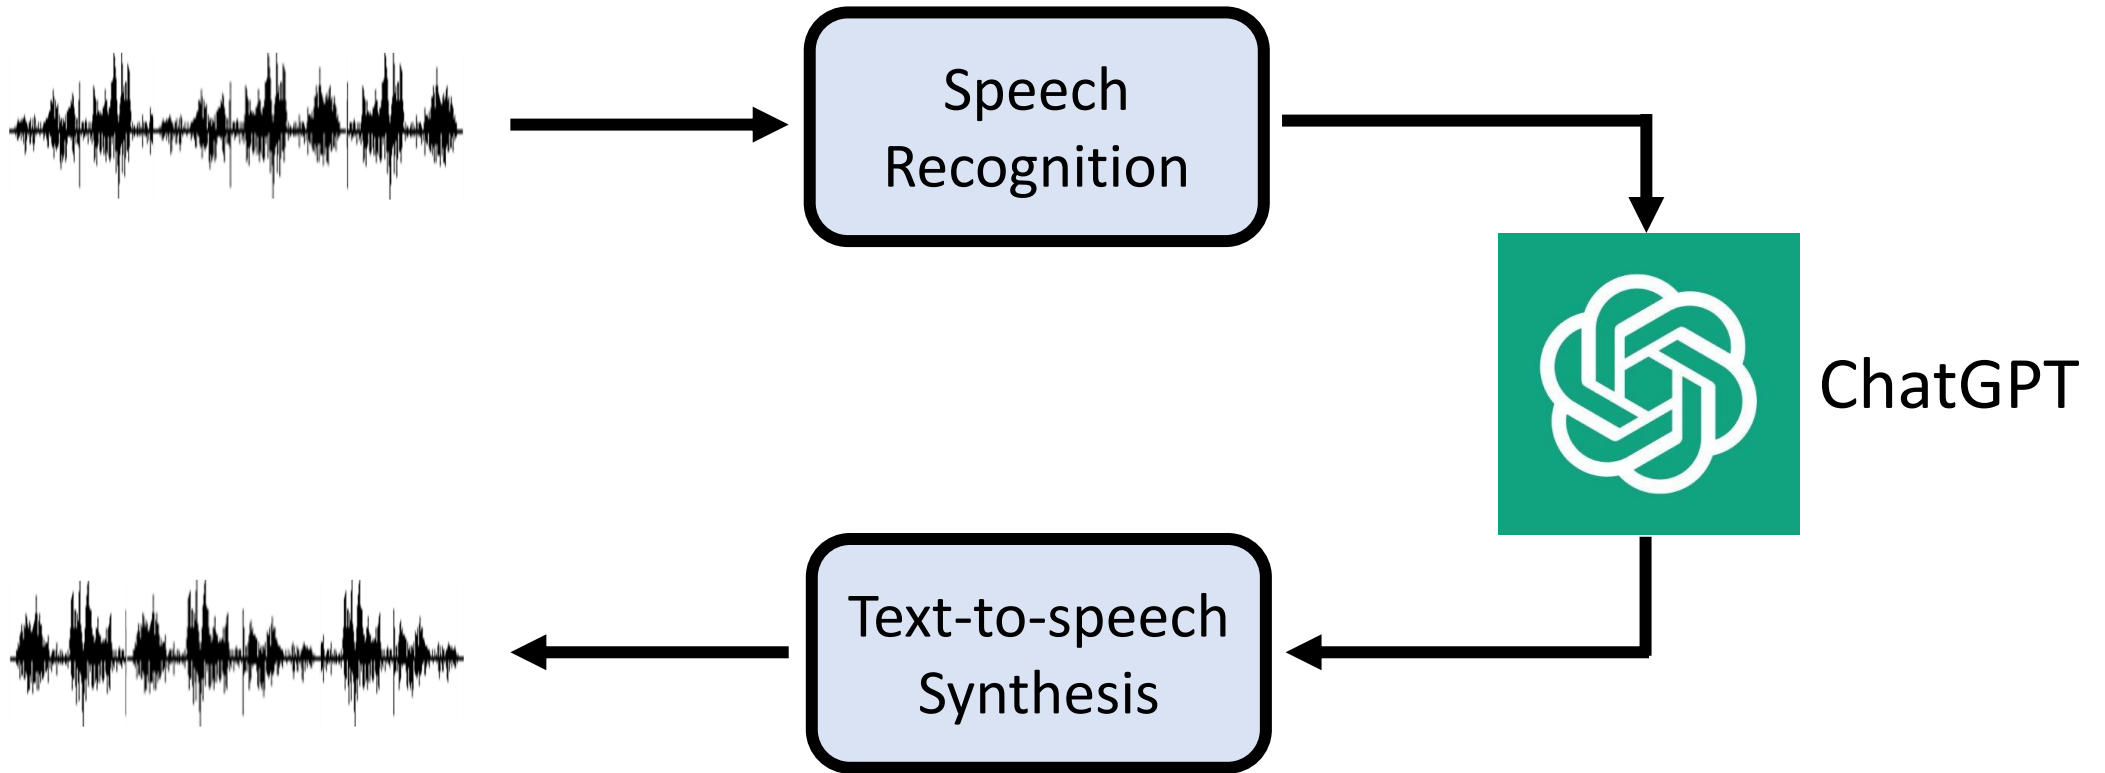 Speech
Recognition
ChatGPT
Text-to-speech
Synthesis